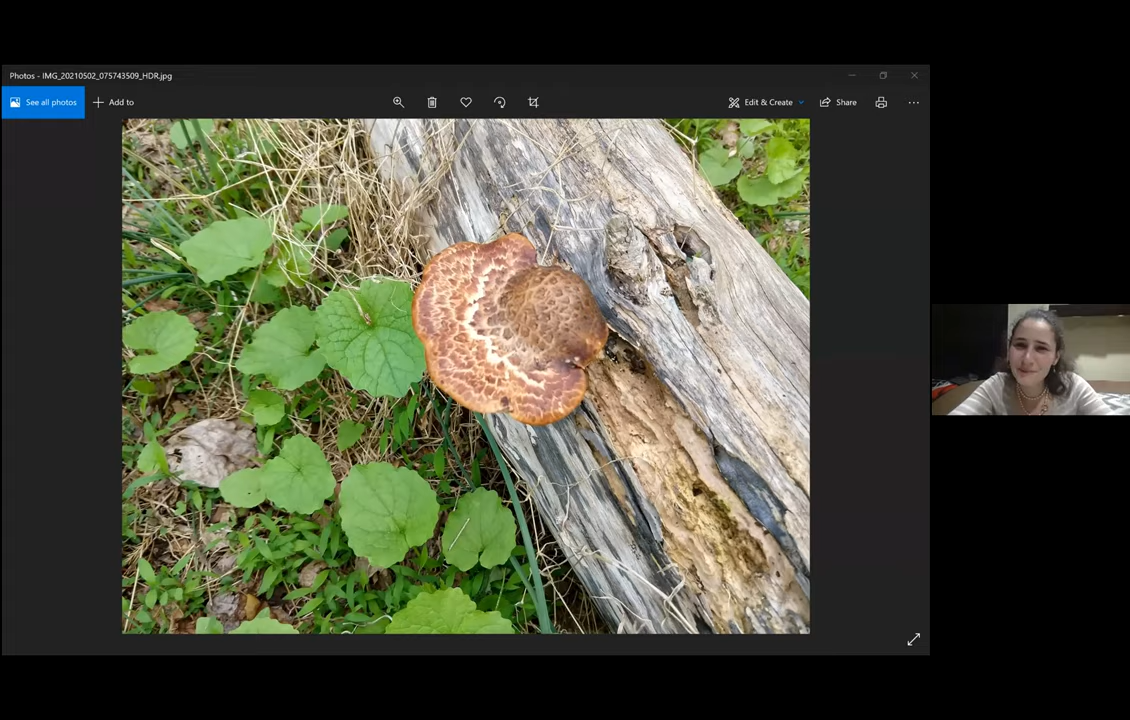 Photos - IMG_20210502_075743509_HDR.jpg
See all photos
Add to
Edit & Create
Share